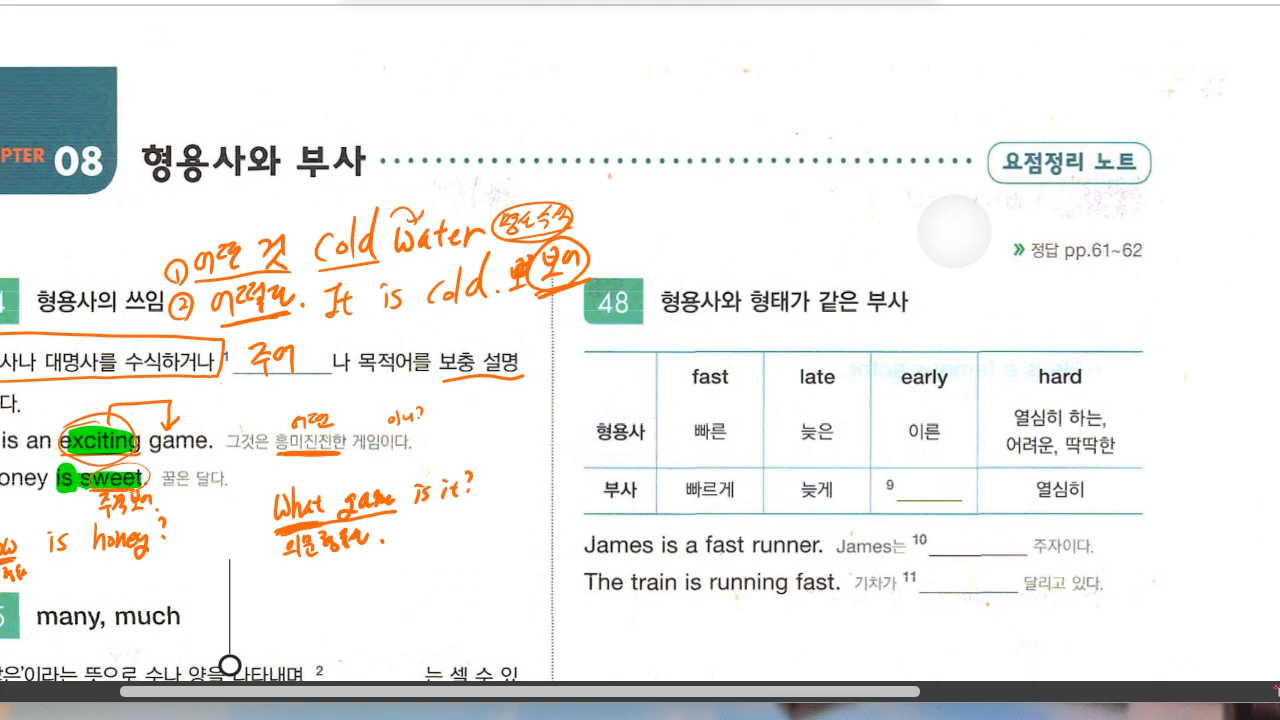 PTER 08 형용사와 부사 요점정리 노트
정답 pp.61~62
① 어떤 것 cold Water
② 어떨다. It is cold. 보어
4 형용사의 쓰임
사나 대명사를 수식하거나 1 주어 나 목적어를 보충 설명
다.
어떤 이니?
is an exciting game. 그것은 흥미진진한 게임이다.
oney is sweet. 꿀은 달다.
주격보어.
is honey?
What game is it?
의문형용사.
5 many, much
은'이라는 뜻으로 수나 양을 나타내며 2 는 셀 수 있
48 형용사와 형태가 같은 부사
fast late early hard
형용사 빠른 늦은 이른 열심히 하는,
어려운, 딱딱한
부사 빠르게 늦게 9 열심히
James is a fast runner. James는 10 주자이다.
The train is running fast. 기차가 11 달리고 있다.